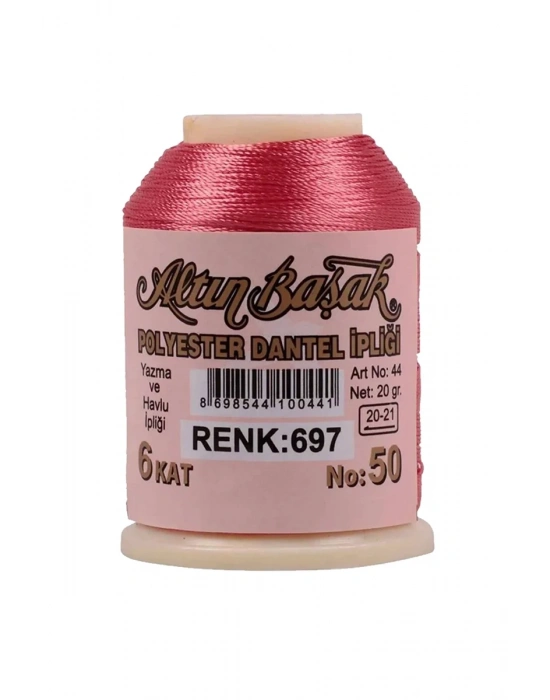 Altın Başak®
POLYESTER DANTEL İPLİĞİ
Yazma
ve
Havlu
İpliği
8 698544 100441
Art No: 44
Net: 20 gr.
20-21
RENK:697
6 KAT
No: 50